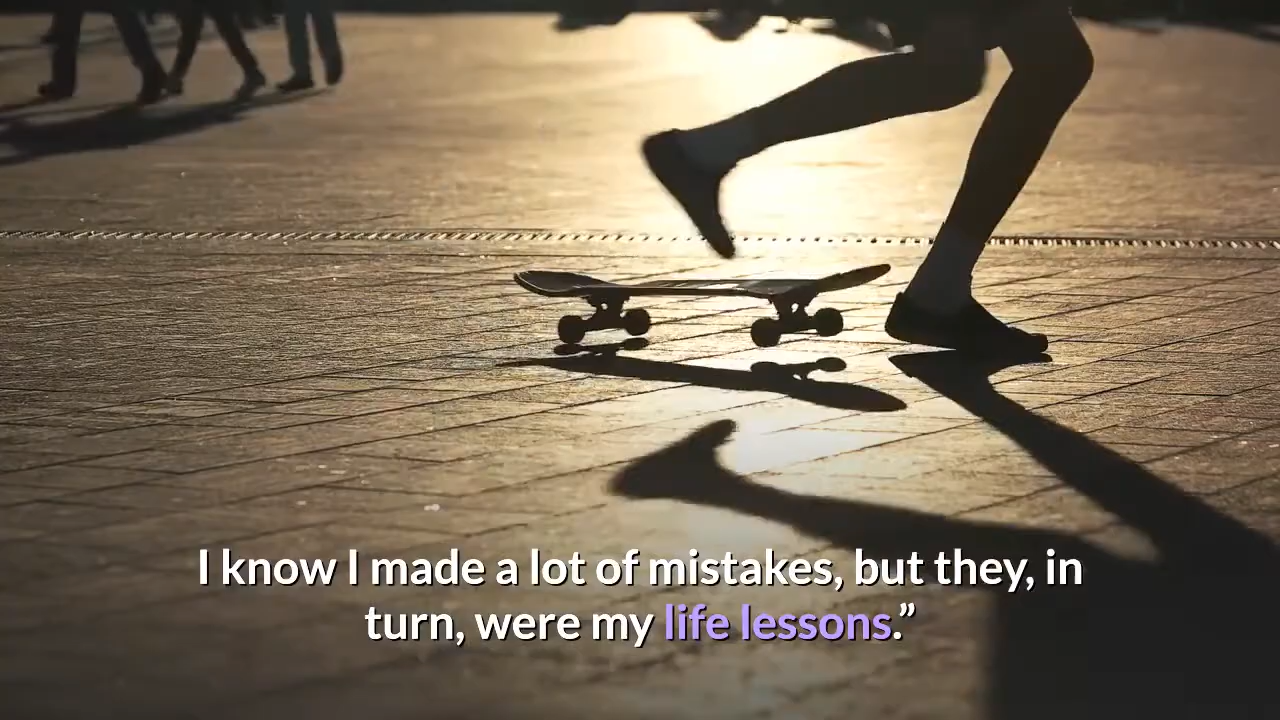 I know I made a lot of mistakes, but they, in
turn, were my life lessons.”